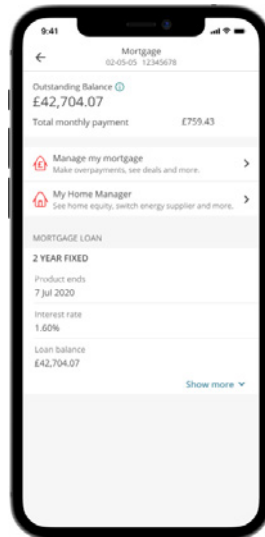 9:41
Mortgage
02-05-05 12345678
Outstanding Balance
£42,704.07
Total monthly payment £759.43
Manage my mortgage
Make overpayments, see deals and more.
My Home Manager
See home equity, switch energy supplier and more.
MORTGAGE LOAN
2 YEAR FIXED
Product ends
7 Jul 2020
Interest rate
1.60%
Loan balance
£42,704.07
Show more